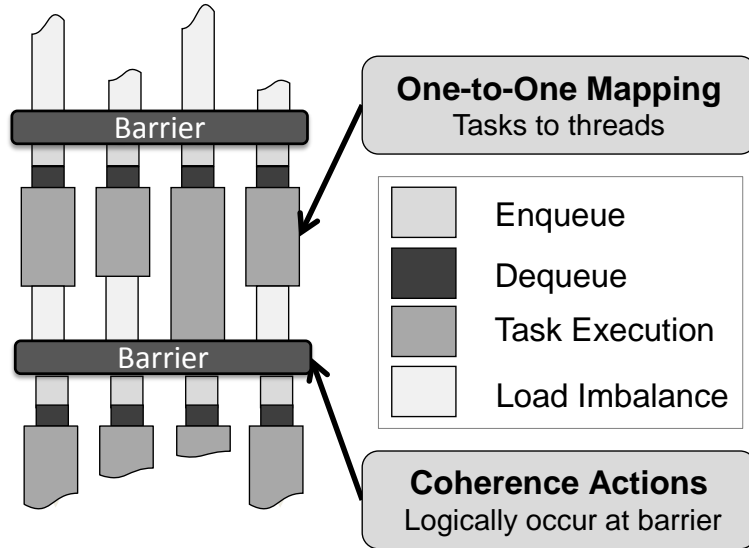 Barrier
One-to-One Mapping
Tasks to threads
Enqueue
Dequeue
Task Execution
Load Imbalance
Barrier
Coherence Actions
Logically occur at barrier